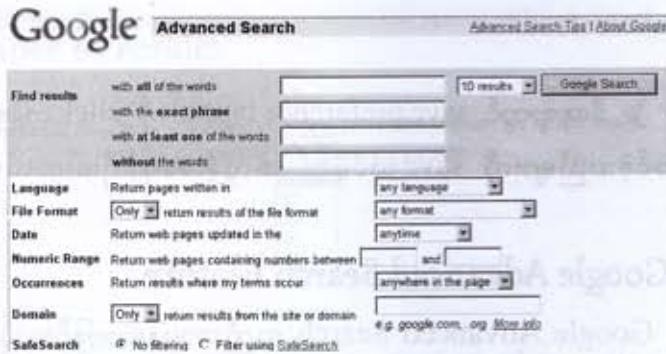 Google Advanced Search Advanced Search Tips | About Google
Find results with all of the words 10 results Google Search
with the exact phrase
with at least one of the words
without the words
Language Return pages written in any language
File Format Only return results of the file format any format
Date Return web pages updated in the anytime
Numeric Range Return web pages containing numbers between and
Occurrences Return results where my terms occur anywhere in the page
Domain Only return results from the site or domain
e.g. google.com, .org More info
SafeSearch No filtering Filter using SafeSearch